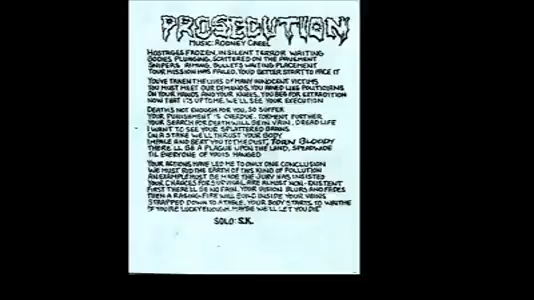 PROSECUTION
MUSIC: RODNEY CREEL
HOSTAGES FROZEN, IN SILENT TERROR WAITING
BODIES PLUNGING, SCATTERED ON THE PAVEMENT
SNIPERS AIMING, BULLETS WAITING PLACEMENT
YOUR MISSION HAS FAILED, YOU'D BETTER START TO FACE IT
YOU'VE TAKEN THE LIVES OF MANY INNOCENT VICTIMS
YOU MUST MEET OUR DEMANDS, YOU LIKE POLITICIANS
ON YOUR HANDS AND YOUR KNEES, YOU BEG FOR EXTRADITION
NOW THAT IT'S UP TO ME, WE'LL SEE YOUR EXECUTION
DEATH'S NOT ENOUGH FOR YOU, SO SUFFER
YOUR PUNISHMENT IS OVERDUE, TORMENT FURTHER
YOUR SEARCH FOR DEATH WILL BE IN VAIN, DREAD LIFE
I WANT TO SEE YOUR SPLATTERED BRAINS
ON A STAKE WE'LL THRUST YOUR BODY
IMPALE AND BEAT YOU TO THE DUST, TORN BLOODY
THERE'LL BE A PLAGUE UPON THE LAND, SPREADWIDE
TIL EVERYONE OF YOU IS HANGED
YOUR ACTIONS HAVE LED ME TO ONLY ONE CONCLUSION
WE MUST RID THE EARTH OF THIS KIND OF POLLUTION
AN EXAMPLE MUST BE MADE THE JURY HAS INSISTED
YOUR CHANCES FOR SURVIVAL ARE ALMOST NON-EXISTENT
FIRST THERE'LL BE NO PAIN, YOUR VISION BLURS AND FADES
THEN A RAGING FIRE WILL INSIDE YOUR VEINS
STRAPPED DOWN TO A TABLE, YOUR BODY STARTS TO WRITHE
IF YOU'RE LUCKY ENOUGH, MAYBE WE'LL LET YOU DIE
SOLO: S.K.